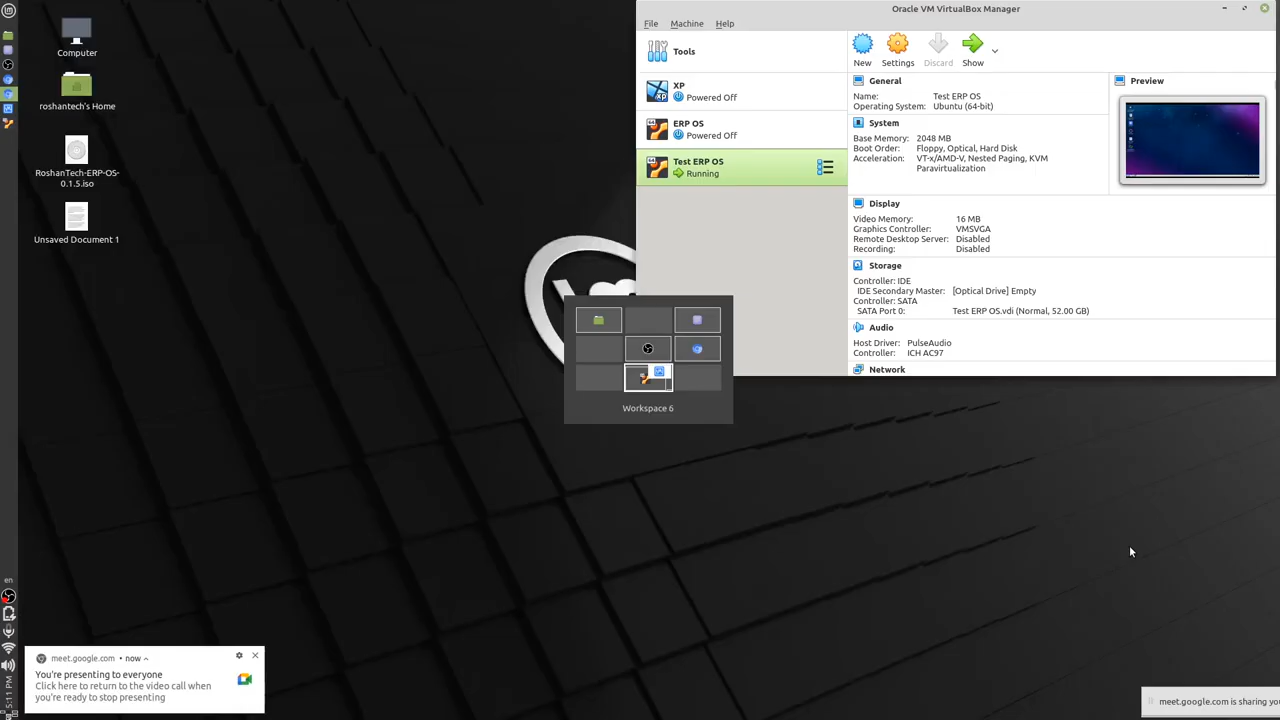 Oracle VM VirtualBox Manager
File Machine Help
Computer
roshantech's Home
RoshanTech-ERP-OS-
0.1.5.iso
Unsaved Document 1
Tools
XP
Powered Off
ERP OS
Powered Off
Test ERP OS
Running
New Settings Discard Show
General
Name: Test ERP OS
Operating System: Ubuntu (64-bit)
Preview
System
Base Memory: 2048 MB
Boot Order: Floppy, Optical, Hard Disk
Acceleration: VT-x/AMD-V, Nested Paging, KVM
Paravirtualization
Display
Video Memory: 16 MB
Graphics Controller: VMSVGA
Remote Desktop Server: Disabled
Recording: Disabled
Storage
Controller: IDE
IDE Secondary Master: [Optical Drive] Empty
Controller: SATA
SATA Port 0: Test ERP OS.vdi (Normal, 52.00 GB)
Audio
Host Driver: PulseAudio
Controller: ICH AC97
Network
Workspace 6
en
5:11 PM
meet.google.com • now
You're presenting to everyone
Click here to return to the video call when
you're ready to stop presenting
meet.google.com is sharing you